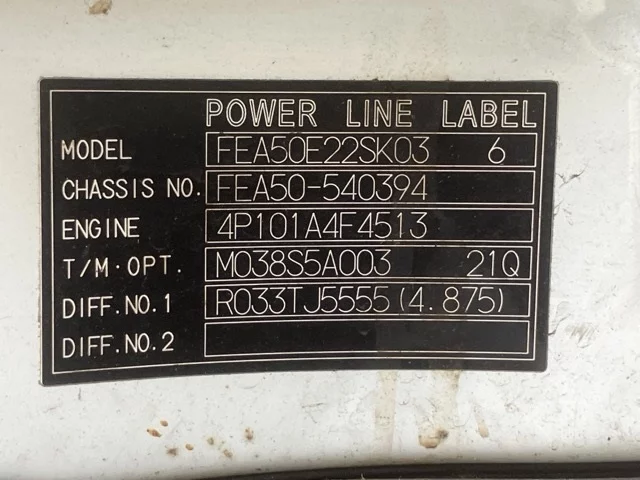 POWER LINE LABEL
MODEL FEA50E22SK03 6
CHASSIS NO. FEA50-540394
ENGINE 4P101A4F4513
T/M·OPT. M038S5A003 21Q
DIFF.NO.1 R033TJ5555(4.875)
DIFF.NO.2